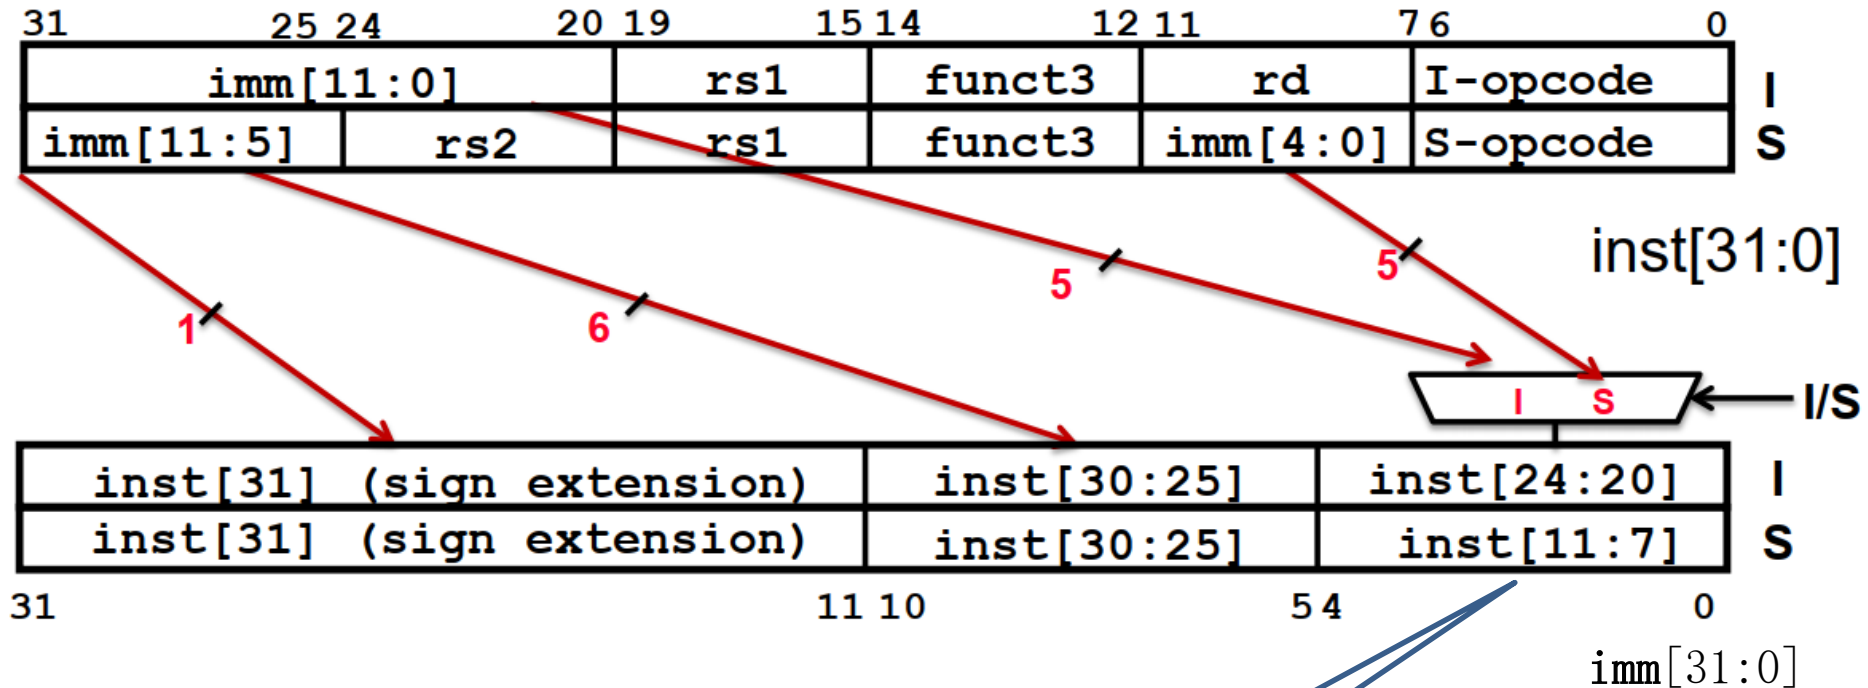 31 25 24 20 19 15 14 12 11 7 6 0
imm[11:0] rs1 funct3 rd I-opcode I
imm[11:5] rs2 rs1 funct3 imm[4:0] S-opcode S
inst[31:0]
1 6 5 5
I S I/S
inst[31] (sign extension) inst[30:25] inst[24:20] I
inst[31] (sign extension) inst[30:25] inst[11:7] S
31 11 10 5 4 0
imm[31:0]